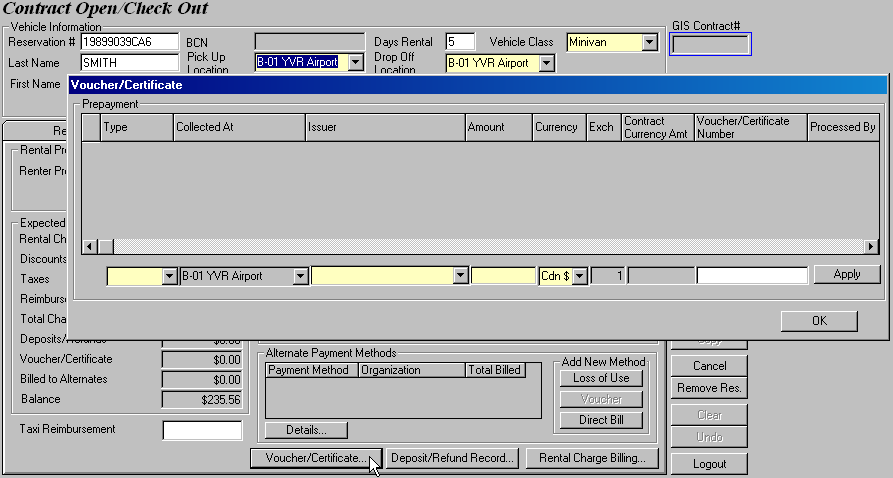 Contract Open/Check Out
Vehicle Information
GIS Contract#
Reservation # 19899039CA6 BCN Days Rental 5 Vehicle Class Minivan
Last Name SMITH Pick Up Location B-01 YVR Airport Drop Off Location B-01 YVR Airport
First Name
Voucher/Certificate
Prepayment
Type Collected At Issuer Amount Currency Exch Contract Currency Amt Voucher/Certificate Number Processed By
B-01 YVR Airport Cdn $ 1 Apply
OK
Re
Rental Pr
Renter Pr
Expected
Rental Ch
Discounts
Taxes
Reimburs
Total Cha
Deposits/Refunds $0.00
Voucher/Certificate $0.00
Billed to Alternates $0.00
Balance $235.56
Taxi Reimbursement
Alternate Payment Methods
Payment Method Organization Total Billed
Details...
Add New Method
Loss of Use
Voucher
Direct Bill
Voucher/Certificate... Deposit/Refund Record... Rental Charge Billing...
Copy
Cancel
Remove Res.
Clear
Undo
Logout